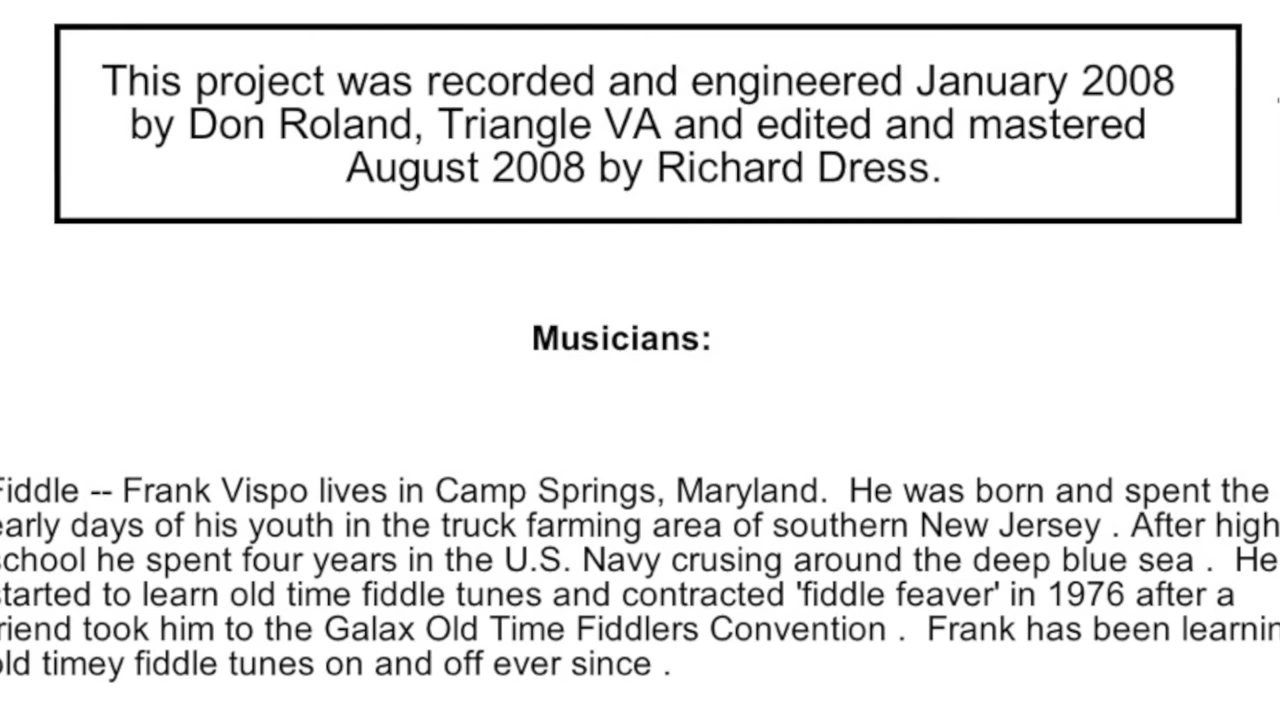 This project was recorded and engineered January 2008
by Don Roland, Triangle VA and edited and mastered
August 2008 by Richard Dress.
Musicians:
Fiddle -- Frank Vispo lives in Camp Springs, Maryland.  He was born and spent the
early days of his youth in the truck farming area of southern New Jersey . After high
school he spent four years in the U.S. Navy crusing around the deep blue sea .  He
started to learn old time fiddle tunes and contracted 'fiddle feaver' in 1976 after a
friend took him to the Galax Old Time Fiddlers Convention .  Frank has been learnin
old timey fiddle tunes on and off ever since .